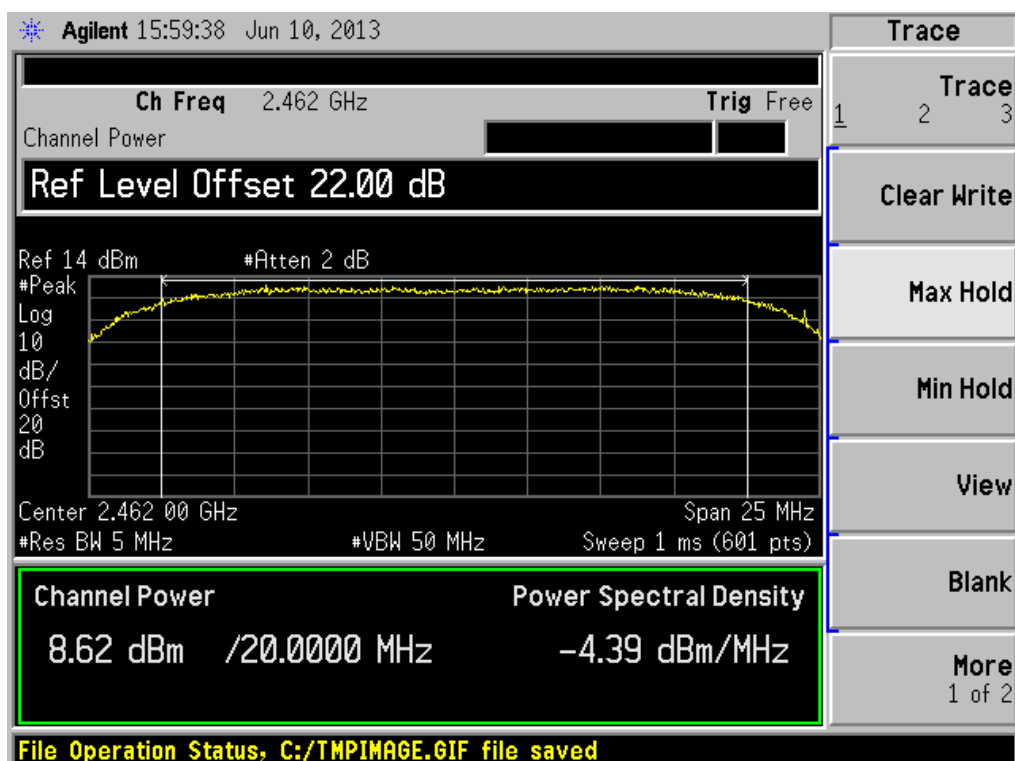 Agilent 15:59:38 Jun 10, 2013
Trace
Ch Freq 2.462 GHz
Trig Free
Channel Power
Ref Level Offset 22.00 dB
Ref 14 dBm
#Atten 2 dB
#Peak
Log
10
dB/
Offst
20
dB
Center 2.462 00 GHz
Span 25 MHz
#Res BW 5 MHz
#VBW 50 MHz
Sweep 1 ms (601 pts)
Channel Power
Power Spectral Density
8.62 dBm /20.0000 MHz
-4.39 dBm/MHz
File Operation Status, C:/TMPIMAGE.GIF file saved
Trace
1 2 3
Clear Write
Max Hold
Min Hold
View
Blank
More
1 of 2